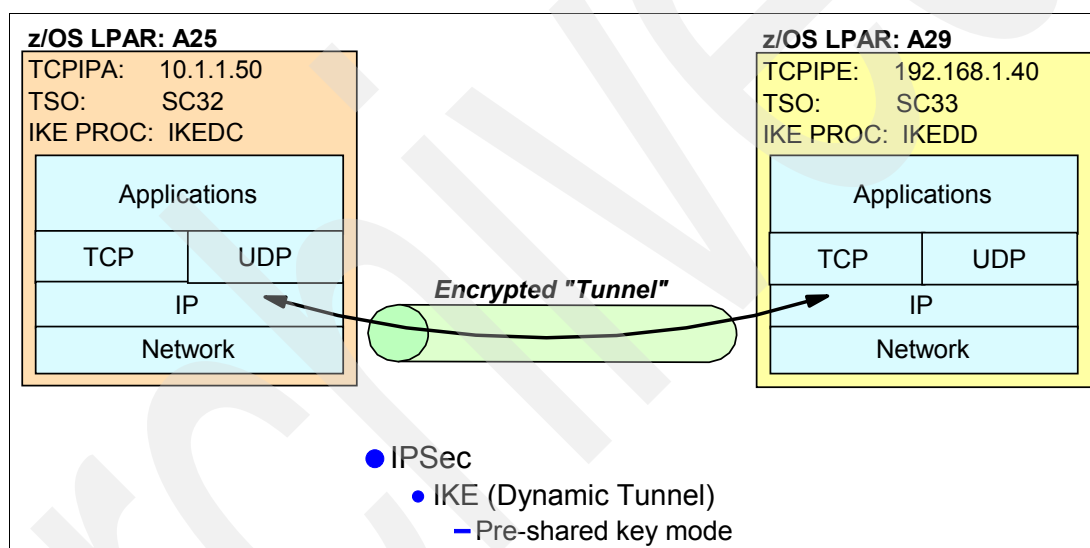 z/OS LPAR: A25
TCPIPA: 10.1.1.50
TSO: SC32
IKE PROC: IKEDC
Applications
TCP UDP
IP
Network
Encrypted "Tunnel"
z/OS LPAR: A29
TCPIPE: 192.168.1.40
TSO: SC33
IKE PROC: IKEDD
Applications
TCP UDP
IP
Network
IPSec
IKE (Dynamic Tunnel)
Pre-shared key mode